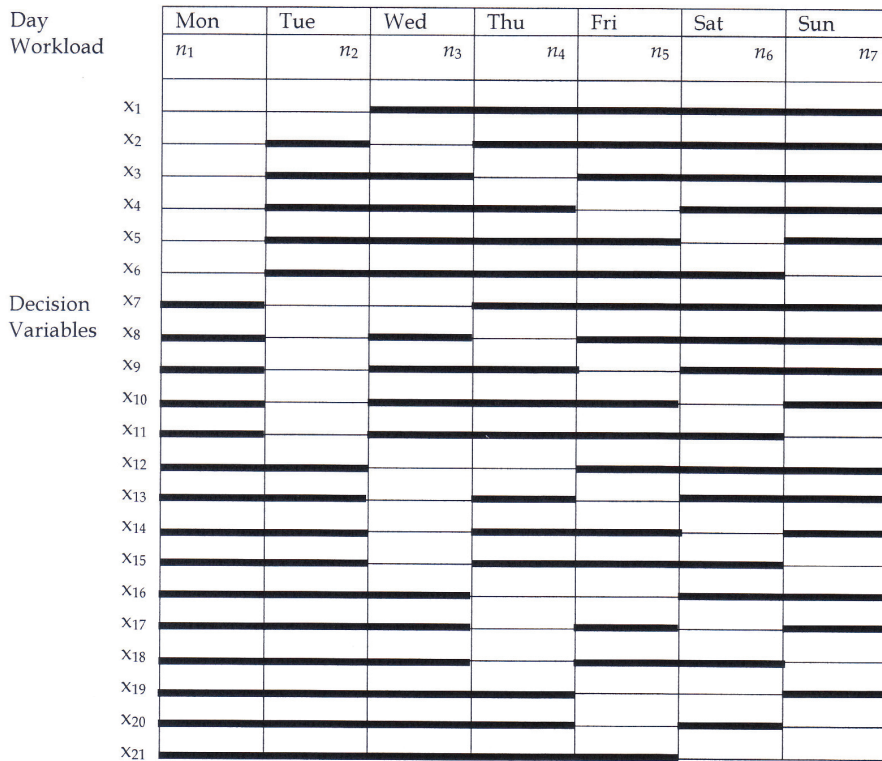 Day Mon Tue Wed Thu Fri Sat Sun
Workload n₁ n₂ n₃ n₄ n₅ n₆ n₇
x₁
x₂
x₃
x₄
x₅
x₆
Decision x₇
Variables x₈
x₉
x₁₀
x₁₁
x₁₂
x₁₃
x₁₄
x₁₅
x₁₆
x₁₇
x₁₈
x₁₉
x₂₀
x₂₁